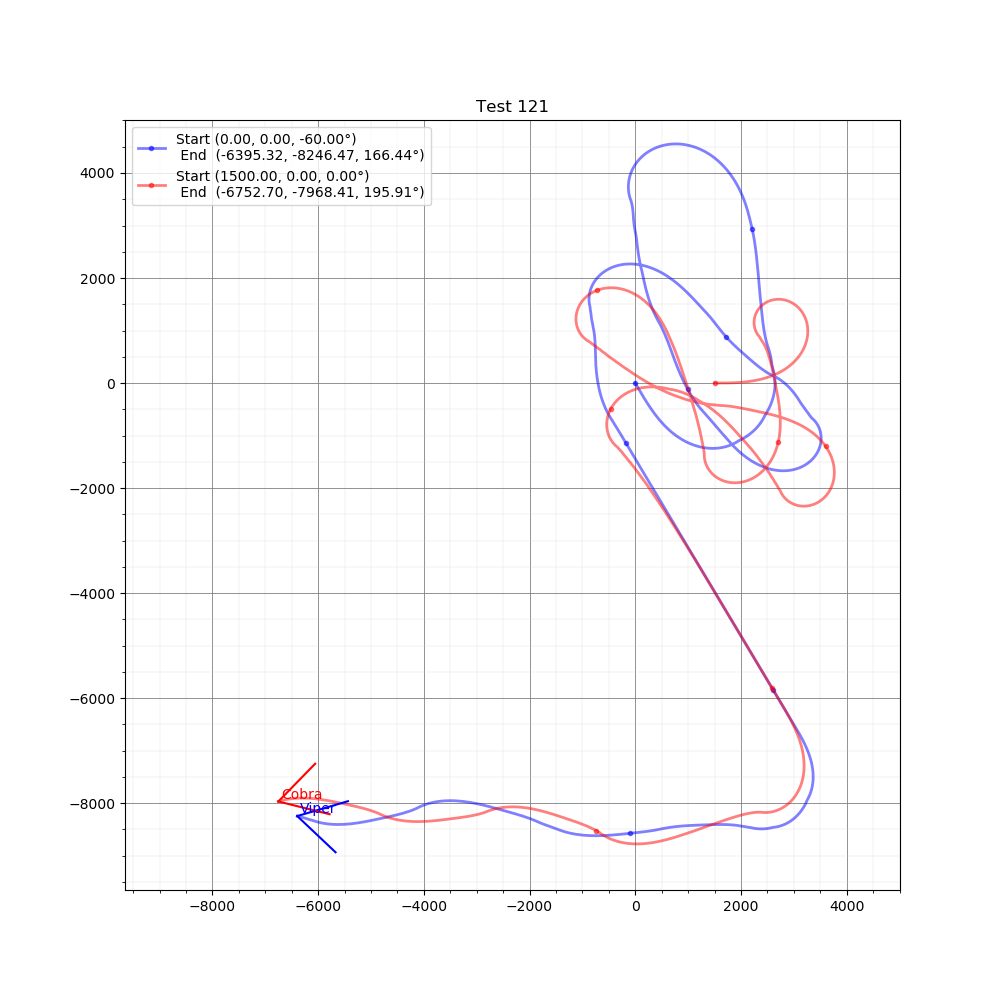 Test 121
Start (0.00, 0.00, -60.00°)
End (-6395.32, -8246.47, 166.44°)
Start (1500.00, 0.00, 0.00°)
End (-6752.70, -7968.41, 195.91°)
4000
2000
0
−2000
−4000
−6000
−8000
Cobra
Viper
−8000 −6000 −4000 −2000 0 2000 4000